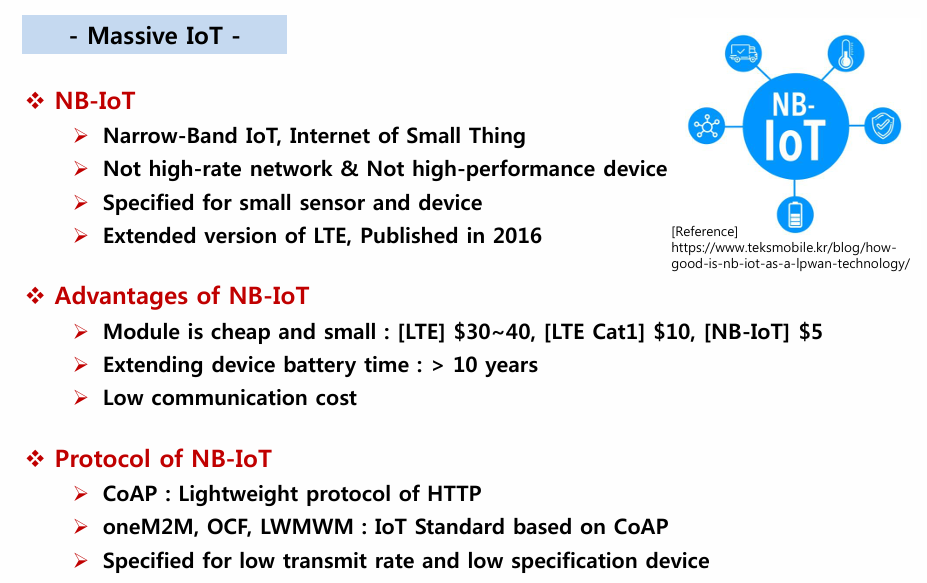 - Massive IoT -
❖ NB-IoT
➢ Narrow-Band IoT, Internet of Small Thing
➢ Not high-rate network & Not high-performance device
➢ Specified for small sensor and device
➢ Extended version of LTE, Published in 2016
NB-
IoT
[Reference]
https://www.teksmobile.kr/blog/how-
good-is-nb-iot-as-a-lpwan-technology/
❖ Advantages of NB-IoT
➢ Module is cheap and small : [LTE] $30~40, [LTE Cat1] $10, [NB-IoT] $5
➢ Extending device battery time : > 10 years
➢ Low communication cost
❖ Protocol of NB-IoT
➢ CoAP : Lightweight protocol of HTTP
➢ oneM2M, OCF, LWMWM : IoT Standard based on CoAP
➢ Specified for low transmit rate and low specification device